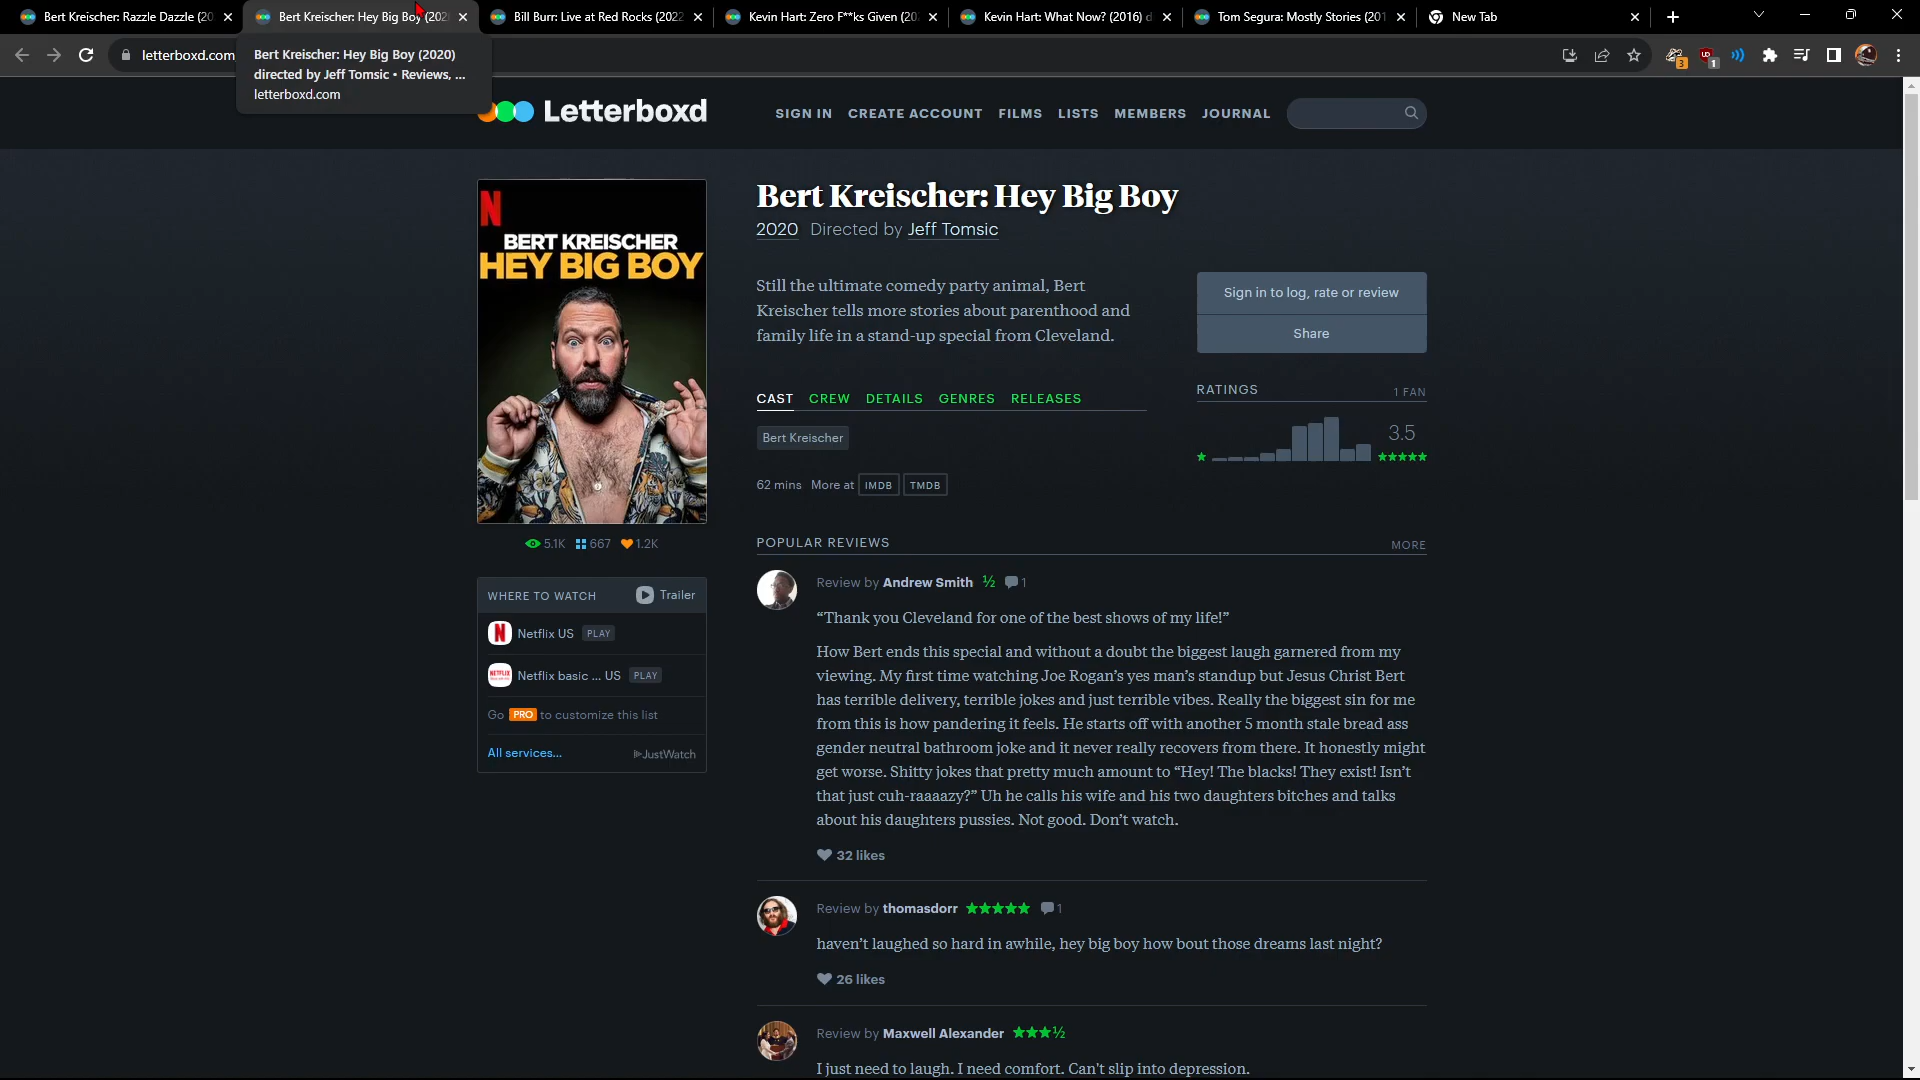 Bert Kreischer: Razzle Dazzle (20
Bert Kreischer: Hey Big Boy (202
Bill Burr: Live at Red Rocks (2022
Kevin Hart: Zero F**ks Given (20
Kevin Hart: What Now? (2016) d
Tom Segura: Mostly Stories (201
New Tab
letterboxd.com
3
1
Bert Kreischer: Hey Big Boy (2020)
directed by Jeff Tomsic • Reviews, ...
letterboxd.com
Letterboxd
SIGN IN CREATE ACCOUNT FILMS LISTS MEMBERS JOURNAL
N
BERT KREISCHER
HEY BIG BOY
5.1K 667 1.2K
WHERE TO WATCH Trailer
Netflix US PLAY
Netflix basic ... US PLAY
Go PRO to customize this list
All services... JustWatch
Bert Kreischer: Hey Big Boy
2020 Directed by Jeff Tomsic
Still the ultimate comedy party animal, Bert
Kreischer tells more stories about parenthood and
family life in a stand-up special from Cleveland.
CAST CREW DETAILS GENRES RELEASES
Bert Kreischer
62 mins More at IMDB TMDB
Sign in to log, rate or review
Share
RATINGS 1 FAN
3.5
POPULAR REVIEWS MORE
Review by Andrew Smith ½ 1
“Thank you Cleveland for one of the best shows of my life!”
How Bert ends this special and without a doubt the biggest laugh garnered from my
viewing. My first time watching Joe Rogan’s yes man’s standup but Jesus Christ Bert
has terrible delivery, terrible jokes and just terrible vibes. Really the biggest sin for me
from this is how pandering it feels. He starts off with another 5 month stale bread ass
gender neutral bathroom joke and it never really recovers from there. It honestly might
get worse. Shitty jokes that pretty much amount to “Hey! The blacks! They exist! Isn’t
that just cuh-raaaazy?” Uh he calls his wife and his two daughters bitches and talks
about his daughters pussies. Not good. Don’t watch.
32 likes
Review by thomasdorr ★★★★★ 1
haven’t laughed so hard in awhile, hey big boy how bout those dreams last night?
26 likes
Review by Maxwell Alexander ★★★½
I just need to laugh. I need comfort. Can't slip into depression.